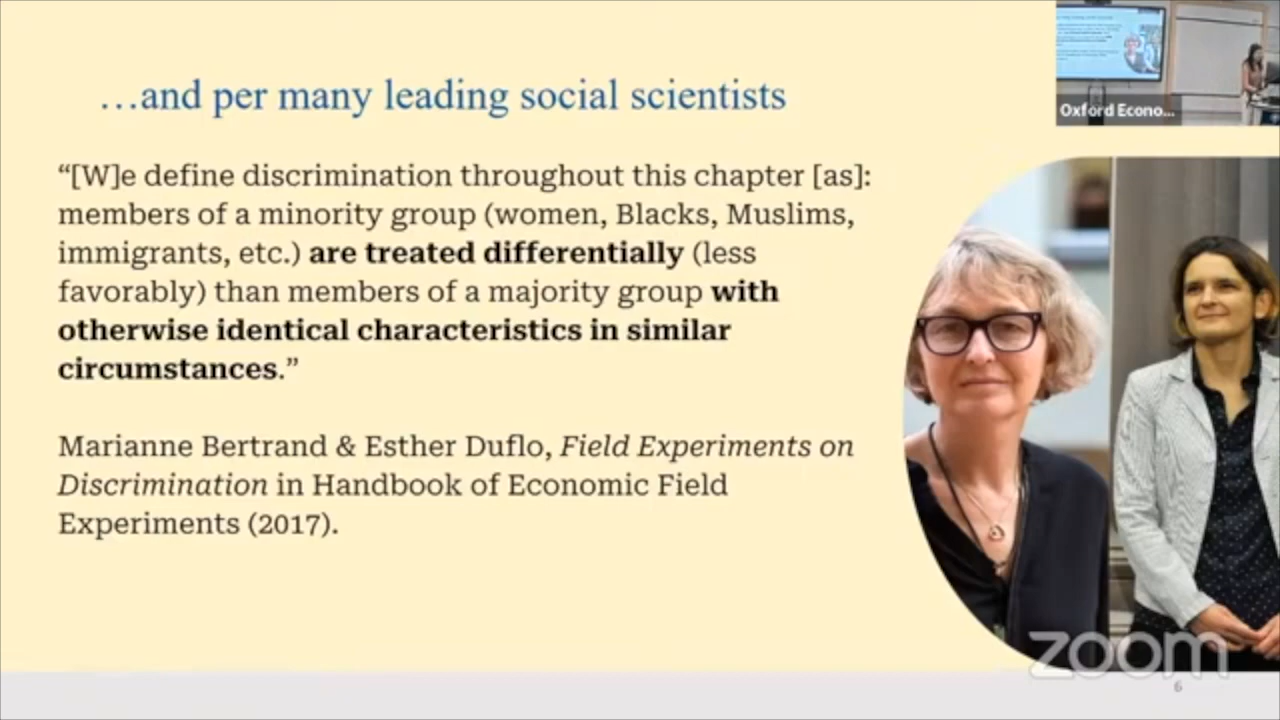 …and per many leading social scientists
“[W]e define discrimination throughout this chapter [as]:
members of a minority group (women, Blacks, Muslims,
immigrants, etc.) are treated differentially (less
favorably) than members of a majority group with
otherwise identical characteristics in similar
circumstances.”
Marianne Bertrand & Esther Duflo, Field Experiments on
Discrimination in Handbook of Economic Field
Experiments (2017).
Oxford Econo...
zoom
6